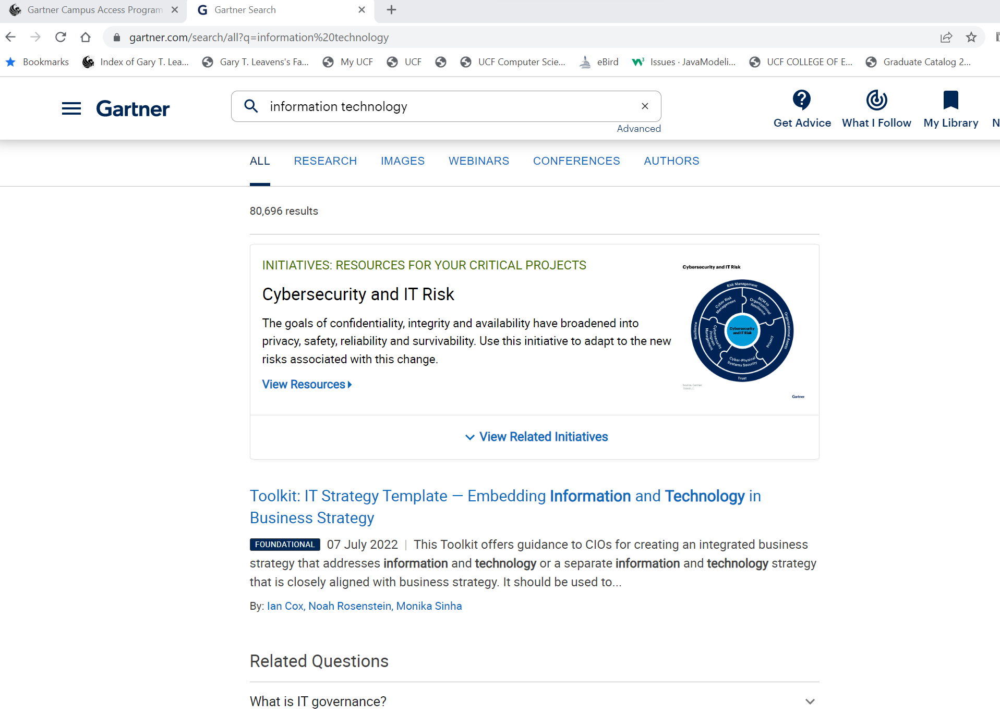 Gartner Campus Access Program
Gartner Search
gartner.com/search/all?q=information%20technology
Bookmarks
Index of Gary T. Lea...
Gary T. Leavens's Fa...
My UCF
UCF
UCF Computer Scie...
eBird
Issues · JavaModeli...
UCF COLLEGE OF E...
Graduate Catalog 2...
Gartner
information technology
Advanced
Get Advice
What I Follow
My Library
N
ALL RESEARCH IMAGES WEBINARS CONFERENCES AUTHORS
80,696 results
INITIATIVES: RESOURCES FOR YOUR CRITICAL PROJECTS
Cybersecurity and IT Risk
The goals of confidentiality, integrity and availability have broadened into
privacy, safety, reliability and survivability. Use this initiative to adapt to the new
risks associated with this change.
View Resources
Cybersecurity and IT Risk
Risk Management
Organizational Assets
Trust
Resilience
Cyber Risk
Management
BCM to
Organizational
Resilience
Privacy
Cyber-Physical
Systems Security
Cybersecurity
Program
Management
Cybersecurity
and IT Risk
Source: Gartner
Gartner
View Related Initiatives
Toolkit: IT Strategy Template — Embedding Information and Technology in
Business Strategy
FOUNDATIONAL 07 July 2022 | This Toolkit offers guidance to CIOs for creating an integrated business
strategy that addresses information and technology or a separate information and technology strategy
that is closely aligned with business strategy. It should be used to...
By: Ian Cox, Noah Rosenstein, Monika Sinha
Related Questions
What is IT governance?